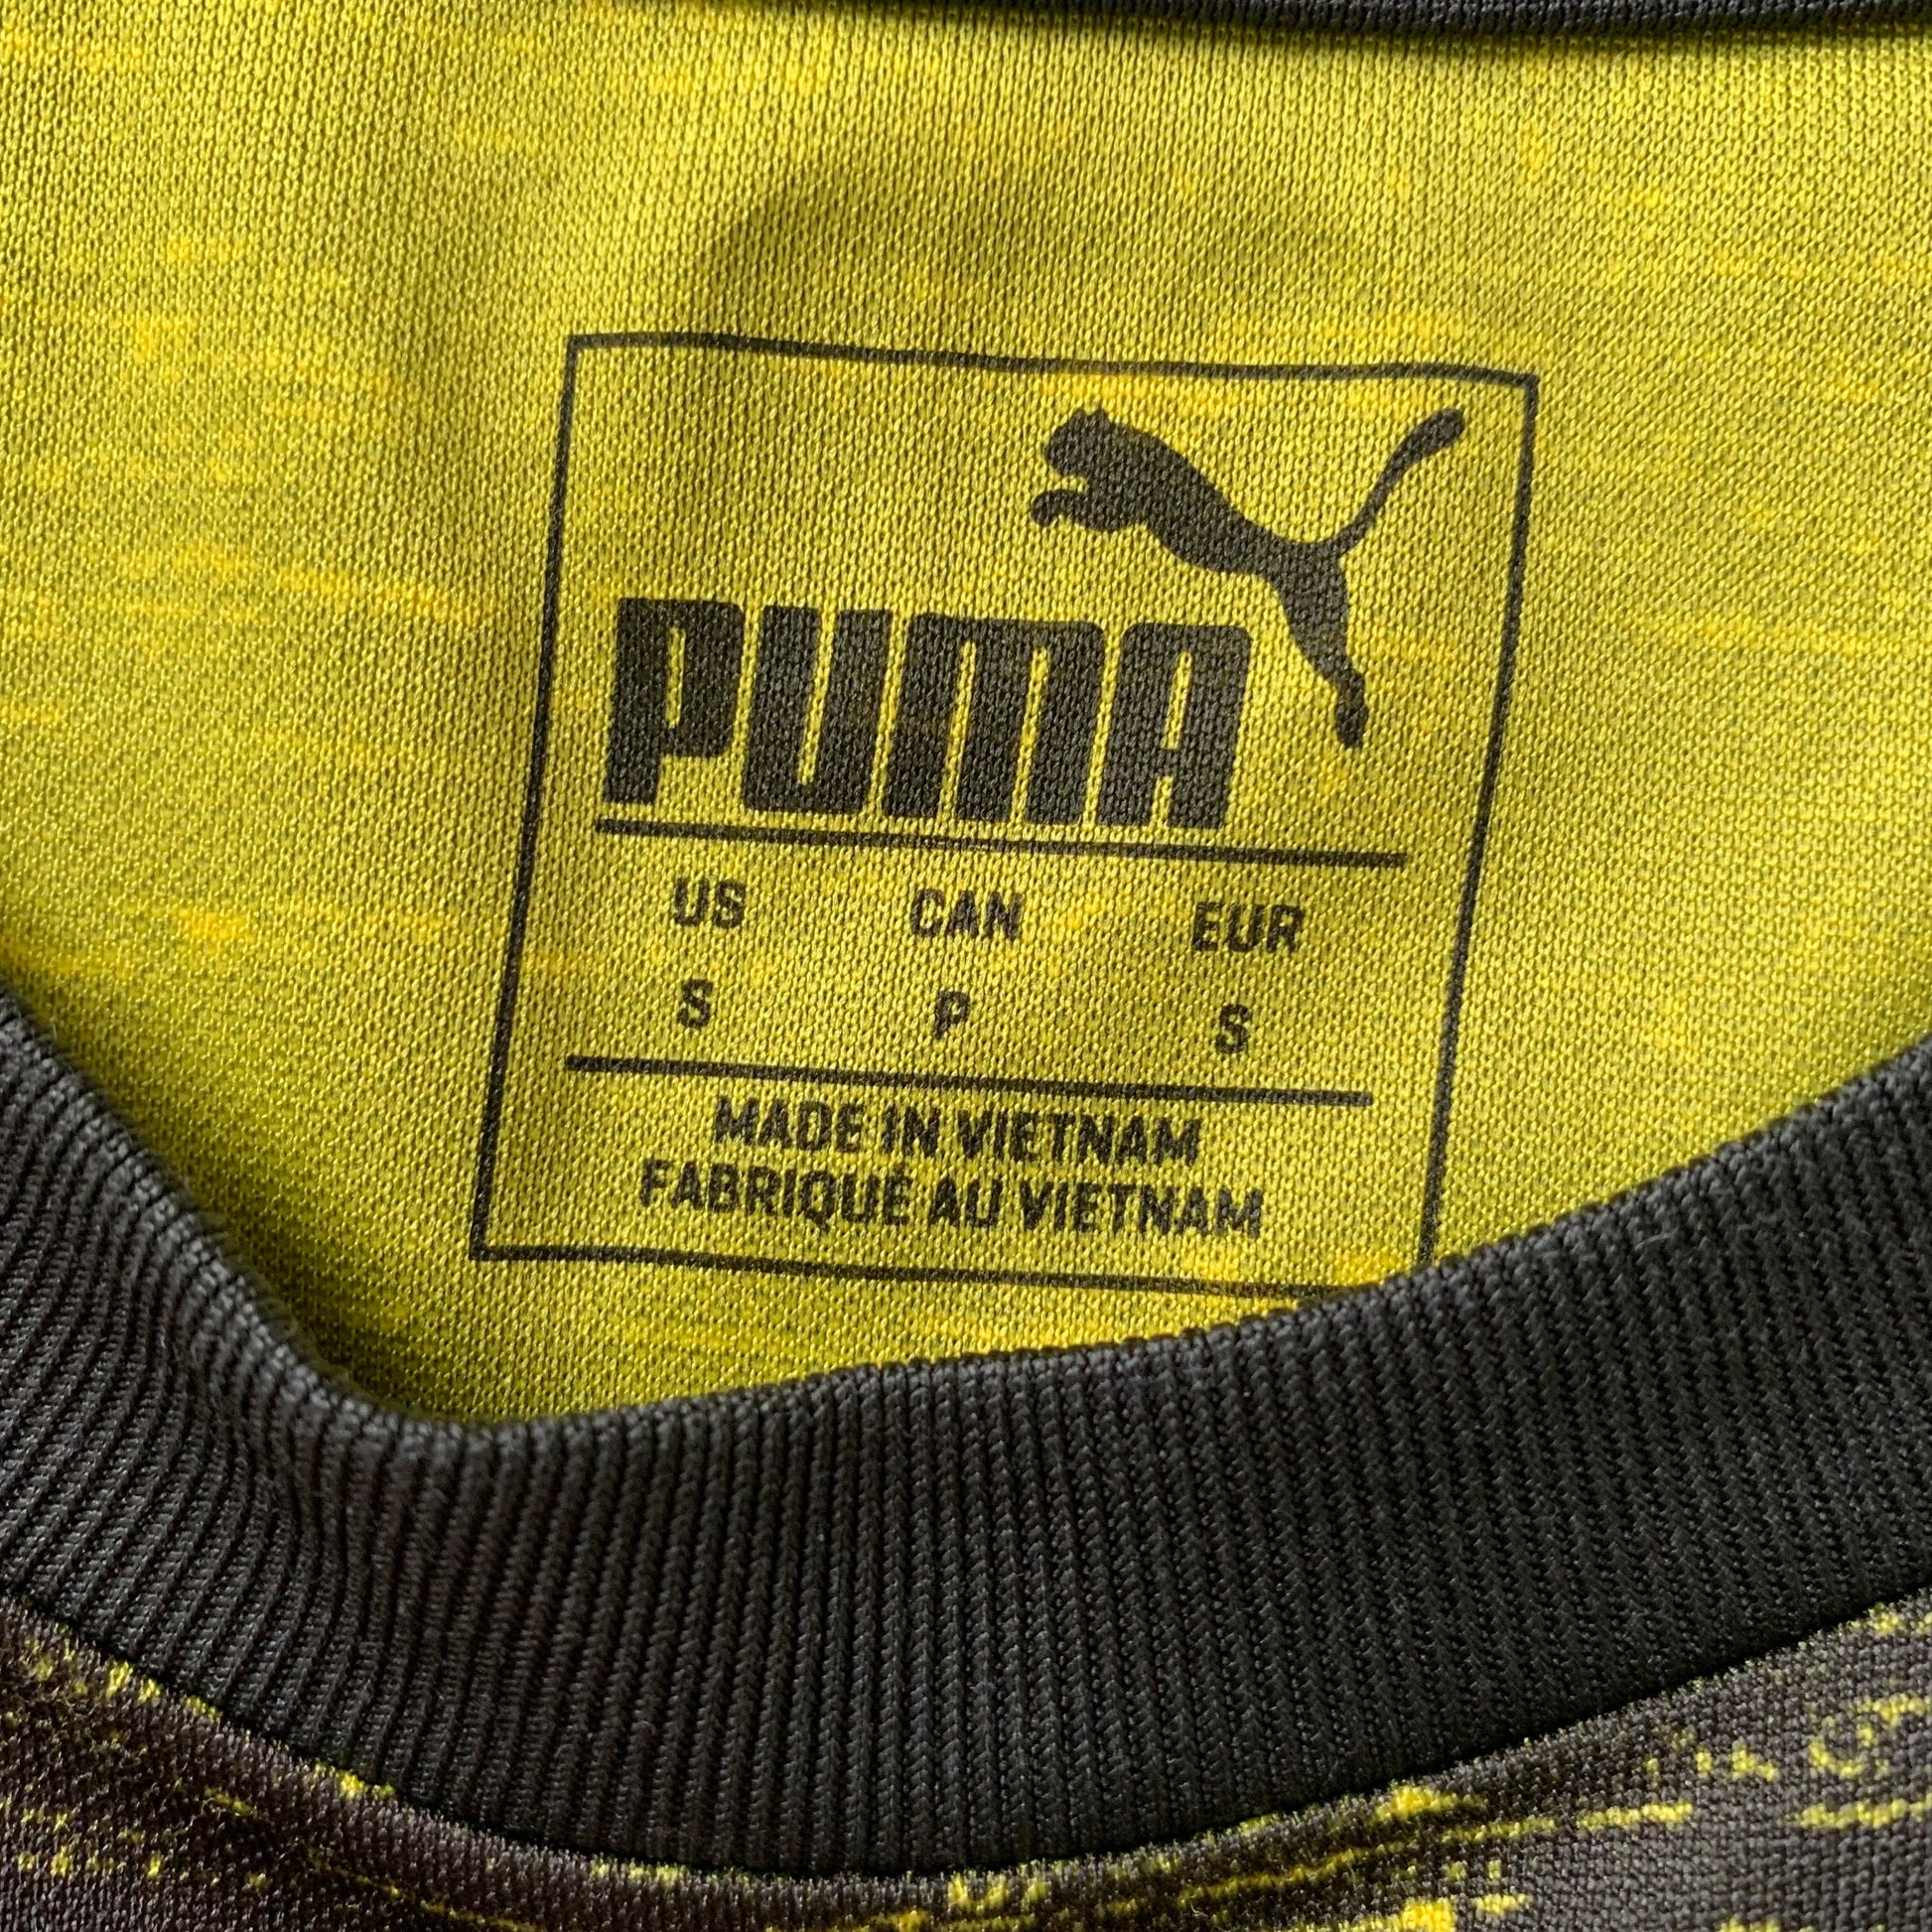 PUMA
US CAN EUR
S P S
MADE IN VIETNAM
FABRIQUÉ AU VIETNAM